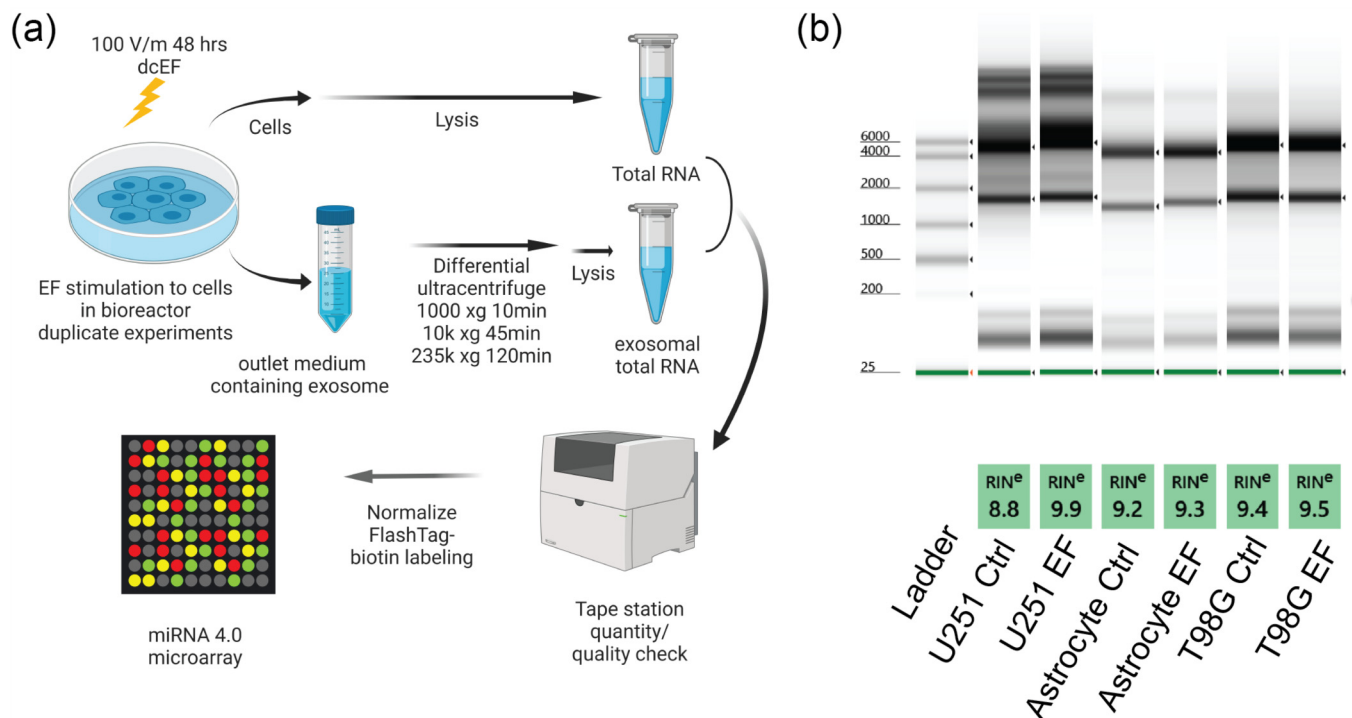 (a)
100 V/m 48 hrs
dcEF
Cells
Lysis
Total RNA
EF stimulation to cells
in bioreactor
duplicate experiments
outlet medium
containing exosome
Differential
ultracentrifuge
1000 xg 10min
10k xg 45min
235k xg 120min
Lysis
exosomal
total RNA
Tape station
quantity/
quality check
Normalize
FlashTag-
biotin labeling
miRNA 4.0
microarray
(b)
6000
4000
2000
1000
500
200
25
RINe
8.8
RINe
9.9
RINe
9.2
RINe
9.3
RINe
9.4
RINe
9.5
Ladder
U251 Ctrl
U251 EF
Astrocyte Ctrl
Astrocyte EF
T98G Ctrl
T98G EF